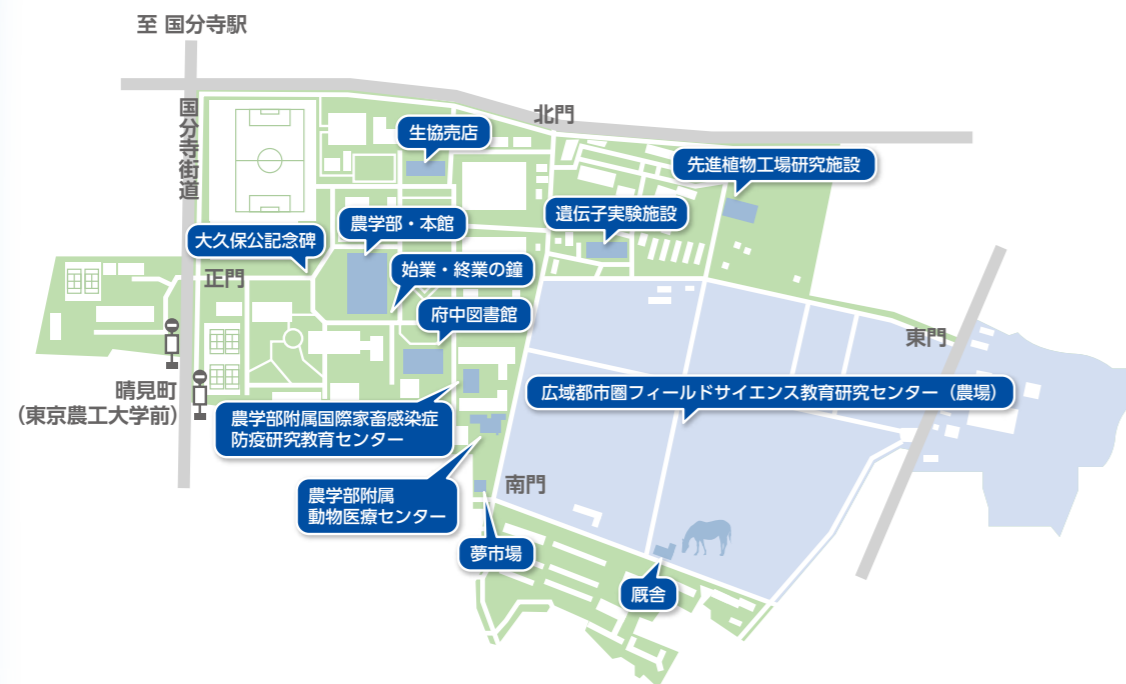 至 国分寺駅
国分寺街道
北門
生協売店
先進植物工場研究施設
農学部・本館
遺伝子実験施設
大久保公記念碑
始業・終業の鐘
正門
府中図書館
東門
晴見町
（東京農工大学前）
広域都市圏フィールドサイエンス教育研究センター（農場）
農学部附属国際家畜感染症
防疫研究教育センター
南門
農学部附属
動物医療センター
夢市場
厩舎